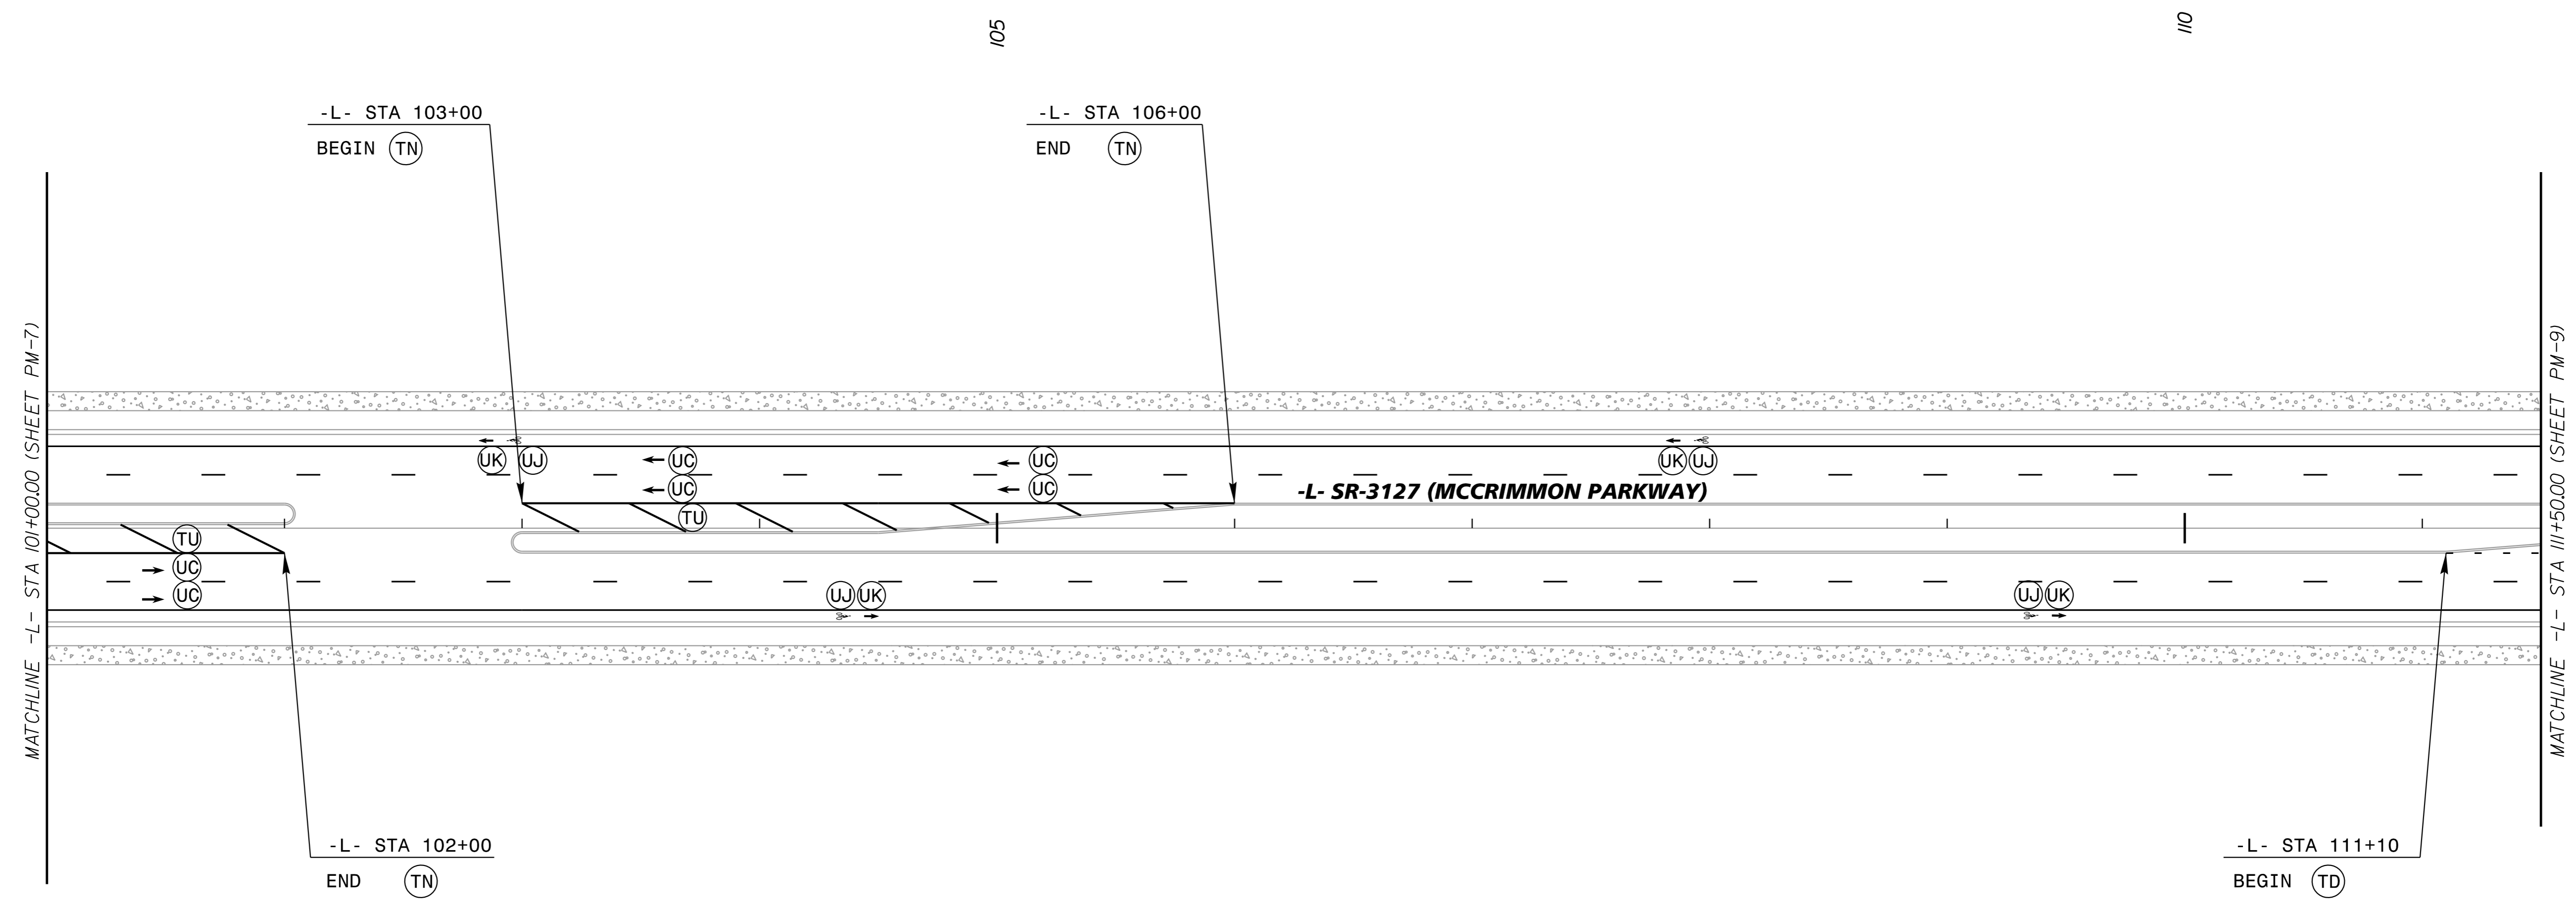 105
110
-L- STA 103+00
BEGIN TN
-L- STA 106+00
END TN
MATCHLINE -L- STA 101+00.00 (SHEET PM-7)
MATCHLINE -L- STA 111+50.00 (SHEET PM-9)
UK UJ
UC
UC
UK UJ
UC
UC
-L- SR-3127 (MCCRIMMON PARKWAY)
TU
TU
UC
UC
UJ UK
UJ UK
-L- STA 102+00
END TN
-L- STA 111+10
BEGIN TD